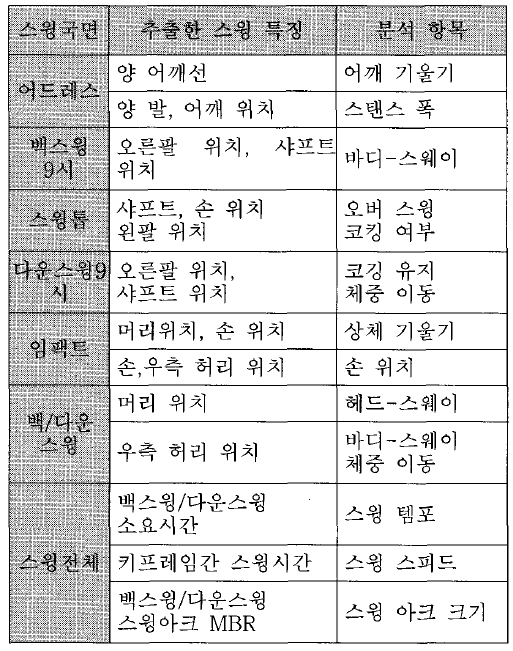 스윙국면 추출한 스윙 특징 분석 항목
어드레스
양 어깨선 어깨 기울기
양 발, 어깨 위치 스탠스 폭
백스윙
9시
오른팔 위치, 샤프트
위치
바디-스웨이
스윙톱
샤프트, 손 위치
왼팔 위치
오버 스윙
코킹 여부
다운스윙9
시
오른팔 위치,
샤프트 위치
코깅 유지
체중 이동
임팩트
머리위치, 손 위치 상체 기울기
손,우측 허리 위치 손 위치
백/다운
스윙
머리 위치 헤드-스웨이
우측 허리 위치
바디-스웨이
체중 이동
스윙전체
백스윙/다운스윙
소요시간
스윙 템포
키프레임간 스윙시간 스윙 스피드
백스윙/다운스윙
스윙아크 MBR
스윙 아크 크기